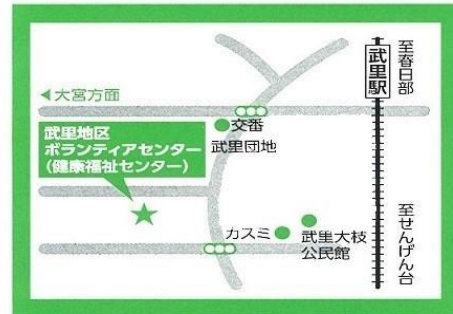 ◀大宮方面
武里地区
ボランティアセンター
(健康福祉センター)
交番
武里団地
カスミ
武里大枝
公民館
武里駅
至春日部
至せんげん台